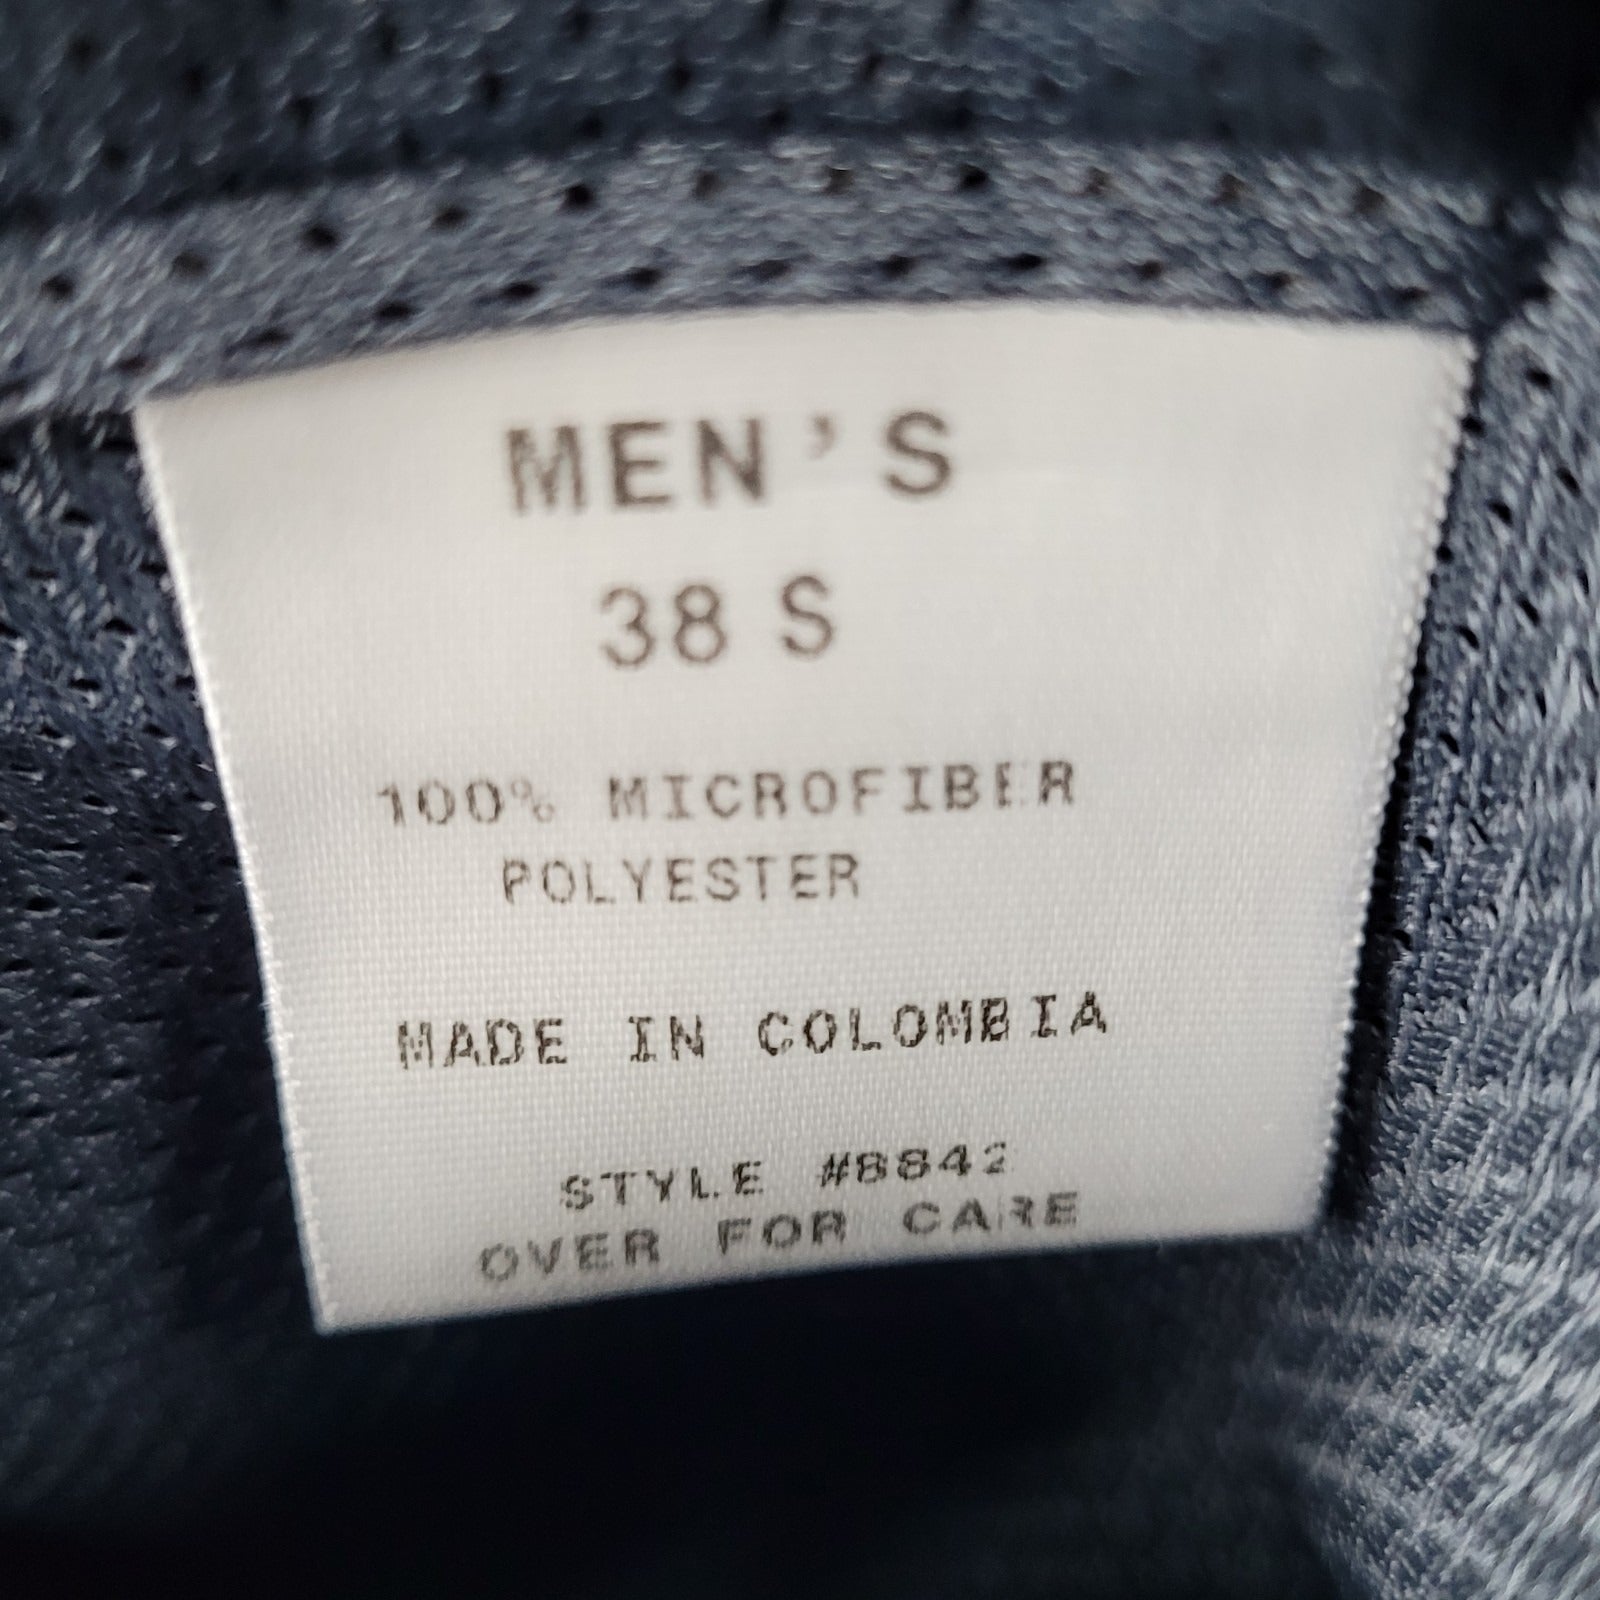 MEN'S
38 S
100% MICROFIBER
POLYESTER
MADE IN COLOMBIA
STYLE #8842
OVER FOR CARE